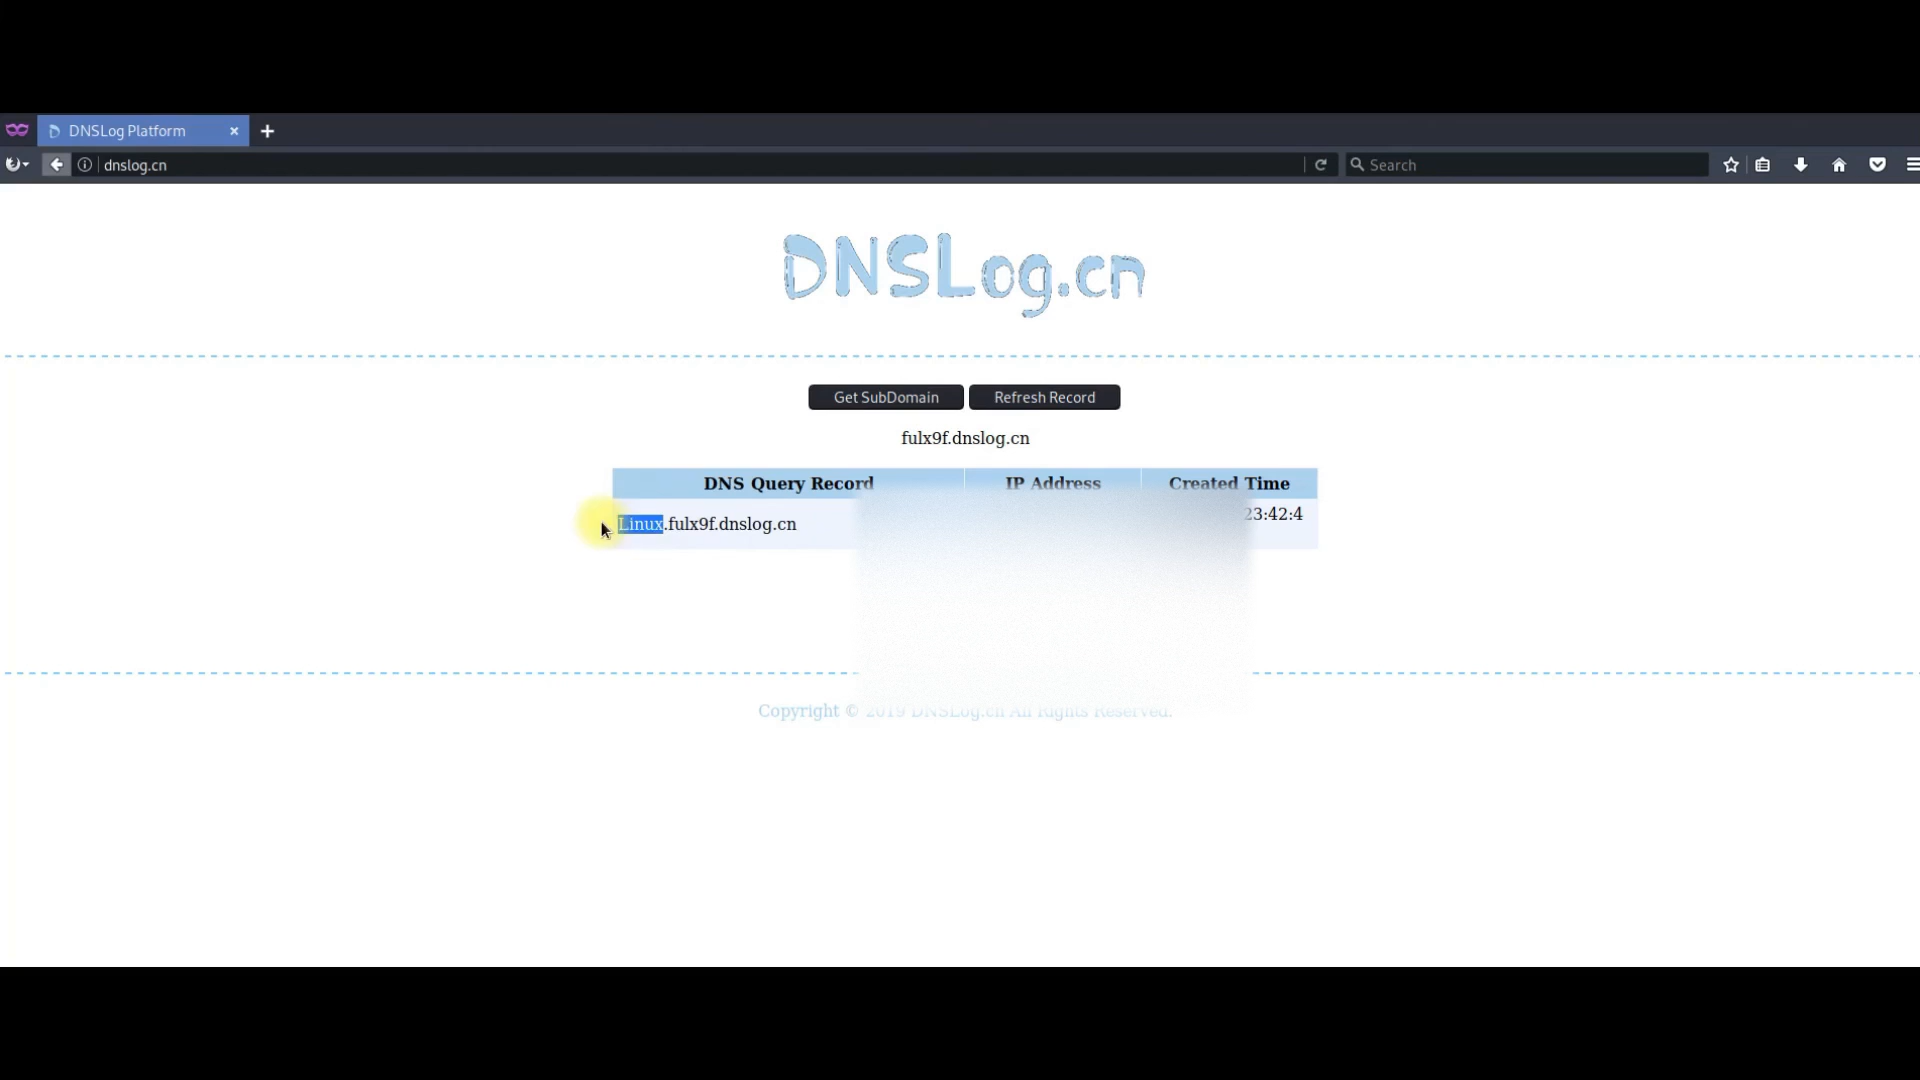 DNSLog Platform
dnslog.cn
Search
DNSLog.cn
Get SubDomain Refresh Record
fulx9f.dnslog.cn
DNS Query Record IP Address Created Time
Linux.fulx9f.dnslog.cn 23:42:4
Copyright © 2019 DNSLog.cn All Rights Reserved.